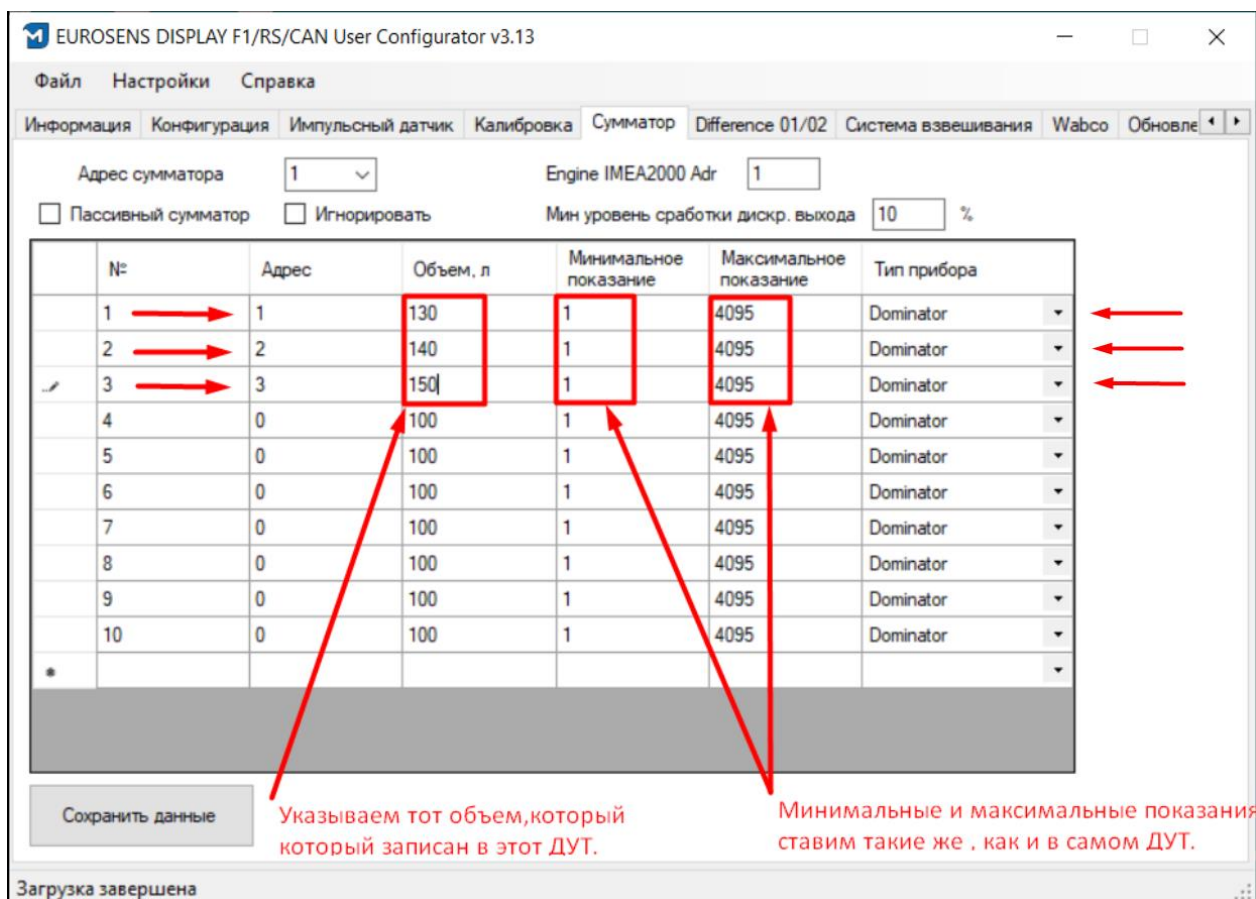 EUROSENS DISPLAY F1/RS/CAN User Configurator v3.13
Файл Настройки Справка
Информация Конфигурация Импульсный датчик Калибровка Сумматор Difference 01/02 Система взвешивания Wabco Обновле
Адрес сумматора 1 Engine IMEA2000 Adr 1
Пассивный сумматор Игнорировать Мин уровень сработки дискр. выхода 10 %
№ Адрес Объем, л Минимальное показание Максимальное показание Тип прибора
1 1 130 1 4095 Dominator
2 2 140 1 4095 Dominator
3 3 150 1 4095 Dominator
4 0 100 1 4095 Dominator
5 0 100 1 4095 Dominator
6 0 100 1 4095 Dominator
7 0 100 1 4095 Dominator
8 0 100 1 4095 Dominator
9 0 100 1 4095 Dominator
10 0 100 1 4095 Dominator
Сохранить данные
Указываем тот объем,который
который записан в этот ДУТ.
Минимальные и максимальные показания
ставим такие же , как и в самом ДУТ.
Загрузка завершена